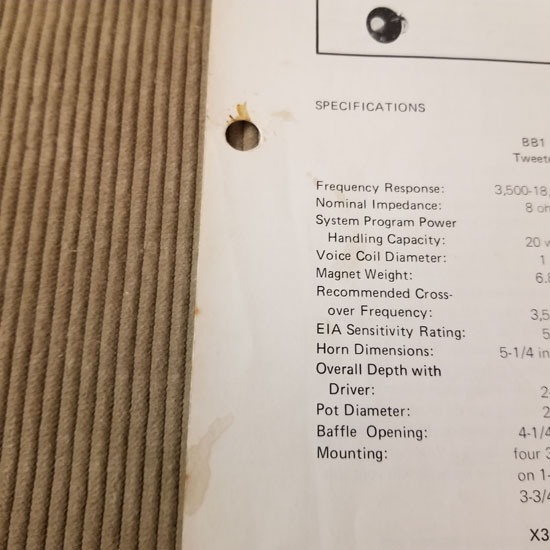 SPECIFICATIONS
BB1
Frequency Response: 3,500-18,
Nominal Impedance: 8
System Program Power
Handling Capacity: 20
Voice Coil Diameter: 1
Magnet Weight: 6.
Recommended Cross-
over Frequency: 3,5
EIA Sensitivity Rating: 5
Horn Dimensions: 5-1/4 in
Overall Depth with
Driver: 2-
Pot Diameter: 2
Baffle Opening: 4-1/4
Mounting: four 3
on 1-
3-3/4
X3